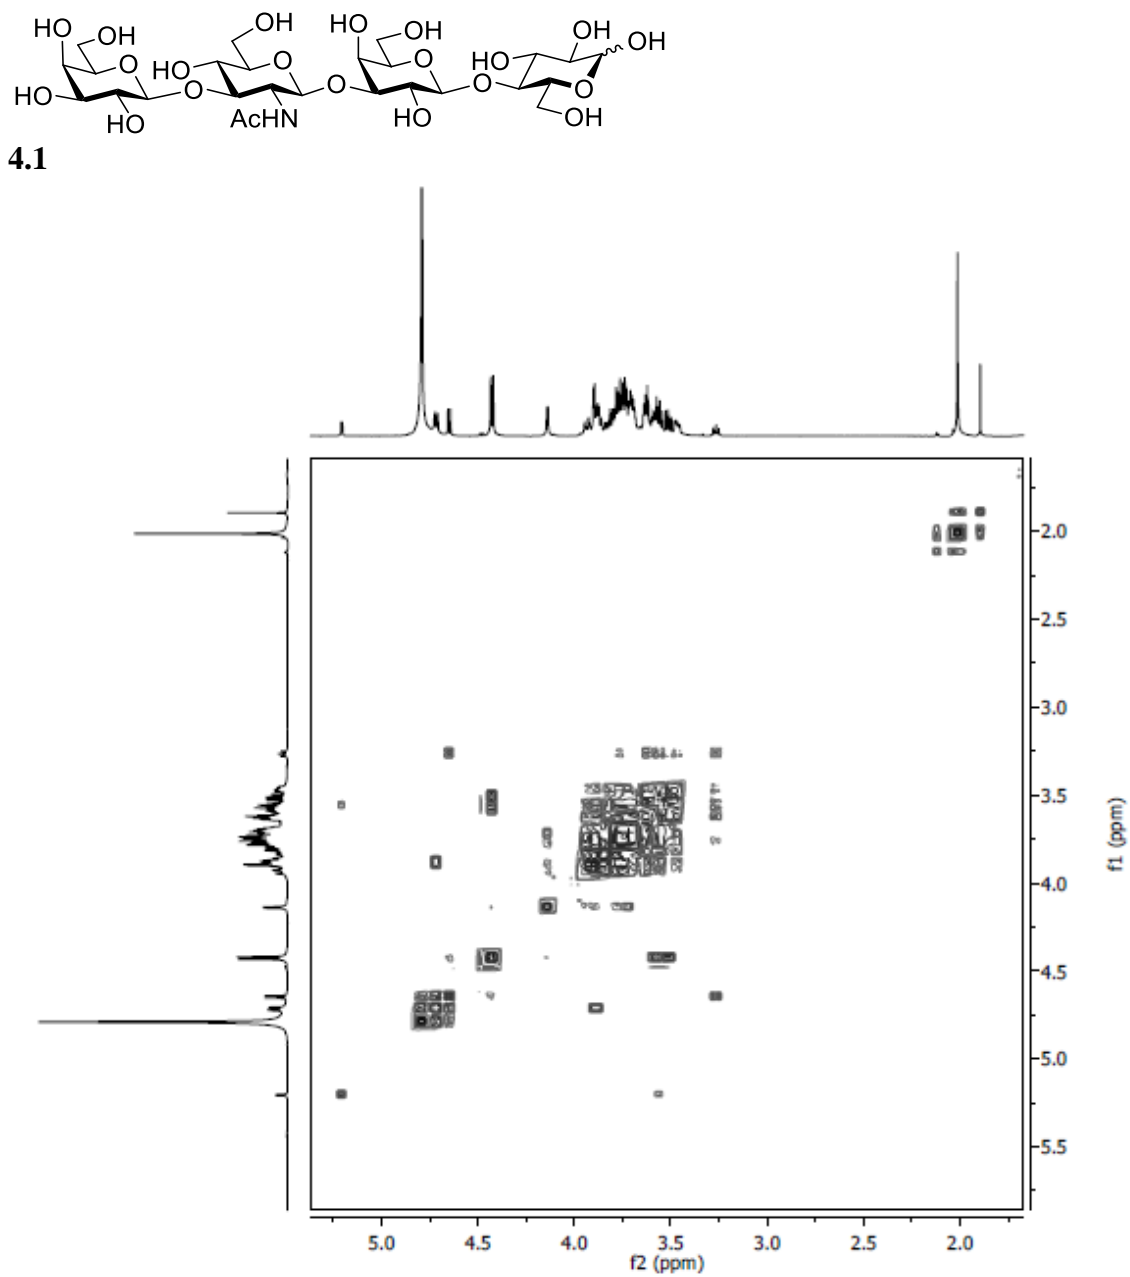 HO OH OH HO OH OH OH
HO O HO O O HO
HO O O O O O
HO AcHN HO OH
4.1
2.0
2.5
3.0
3.5
4.0
4.5
5.0
5.5
f1 (ppm)
5.0 4.5 4.0 3.5 3.0 2.5 2.0
f2 (ppm)